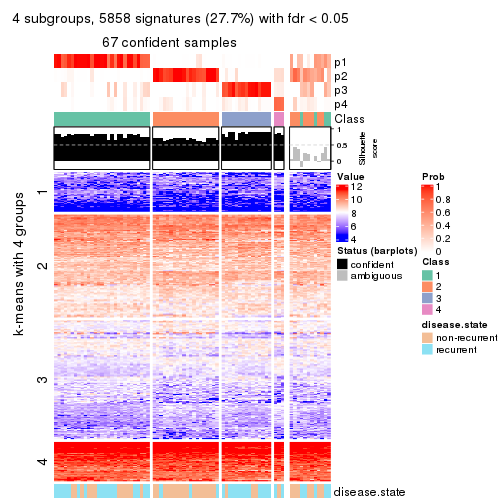 4 subgroups, 5858 signatures (27.7%) with fdr < 0.05
67 confident samples
p1
p2
p3
p4
Class
1
0.5
0
Silhouette
score
k-means with 4 groups
1
2
3
4
disease.state
Value
12
10
8
6
4
Prob
1
0.8
0.6
0.4
0.2
0
Status (barplots)
confident
ambiguous
Class
1
2
3
4
disease.state
non-recurrent
recurrent